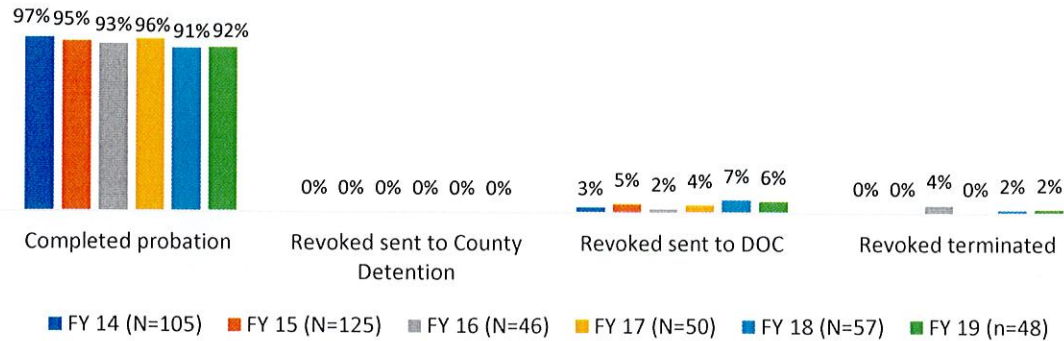 97% 95% 93% 96% 91% 92%
0% 0% 0% 0% 0% 0%
3% 5% 2% 4% 7% 6%
0% 0% 4% 0% 2% 2%
Completed probation
Revoked sent to County
Detention
Revoked sent to DOC
Revoked terminated
FY 14 (N=105) FY 15 (N=125) FY 16 (N=46) FY 17 (N=50) FY 18 (N=57) FY 19 (n=48)